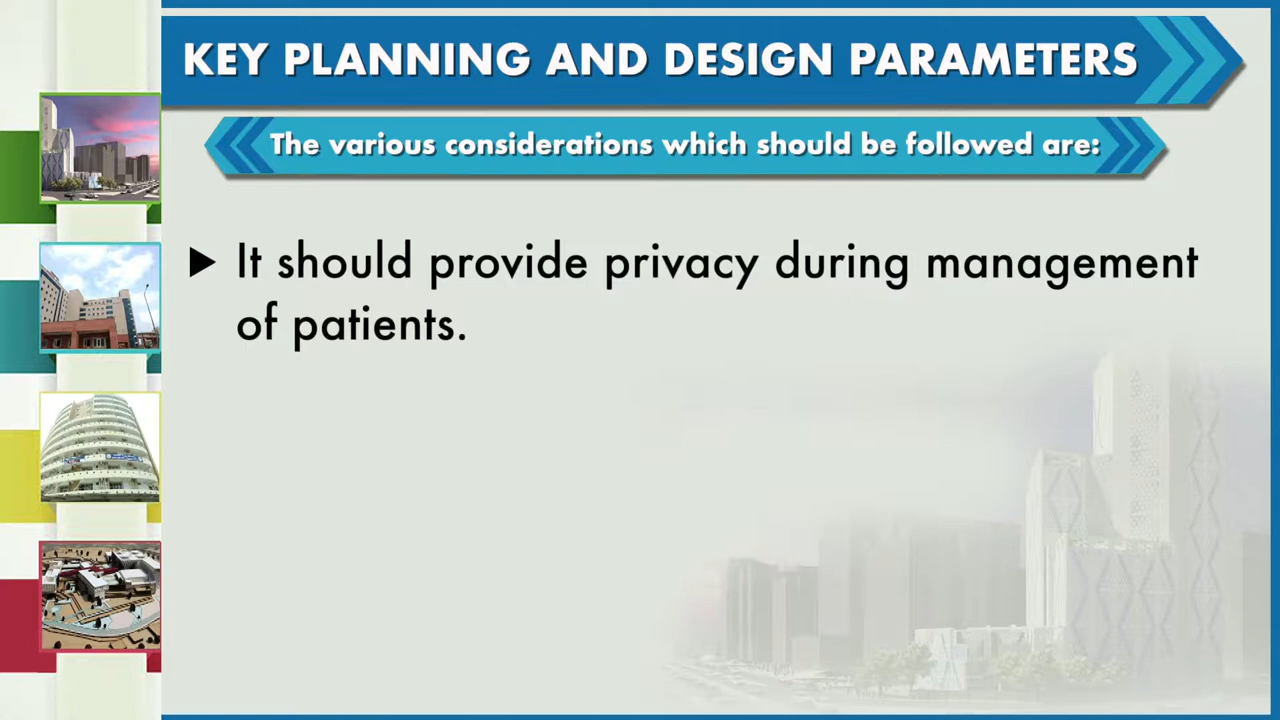 KEY PLANNING AND DESIGN PARAMETERS
The various considerations which should be followed are:
It should provide privacy during management
of patients.